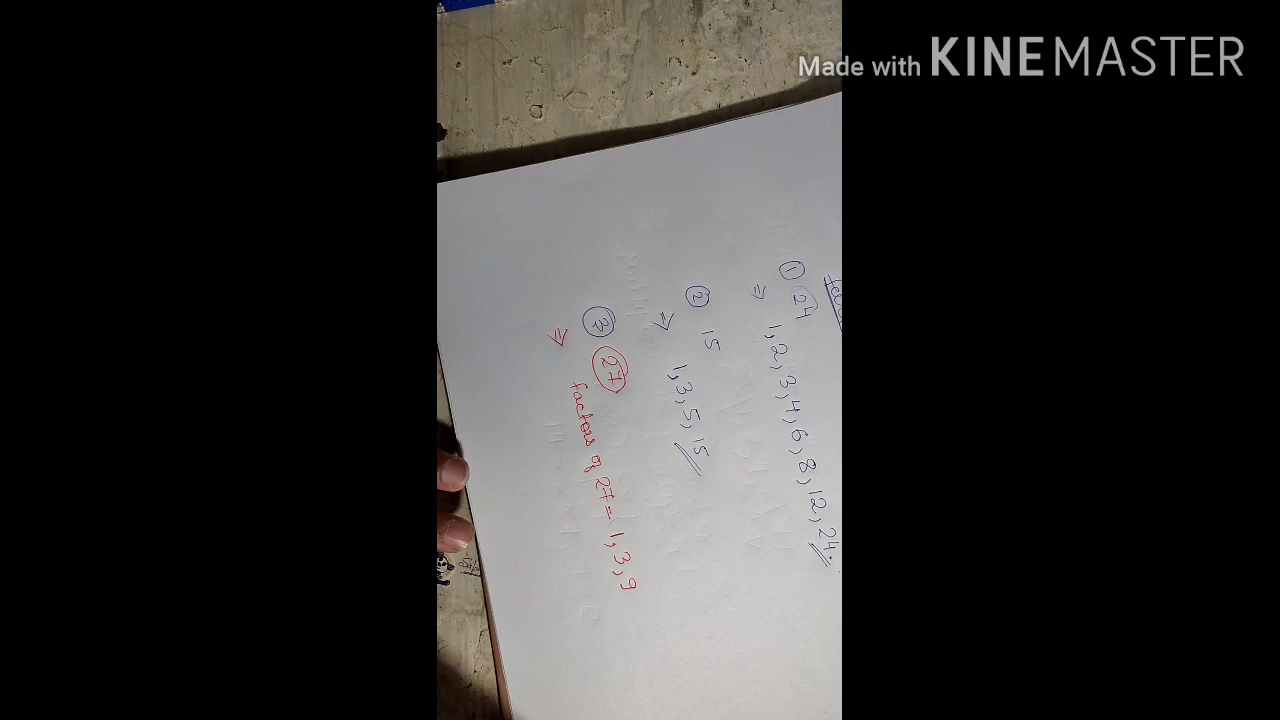 Made with KINEMASTER
① 24
⇒ 1, 2, 3, 4, 6, 8, 12, 24.
② 15
⇒ 1, 3, 5, 15
③ 27
⇒ factors of 27 = 1, 3, 9